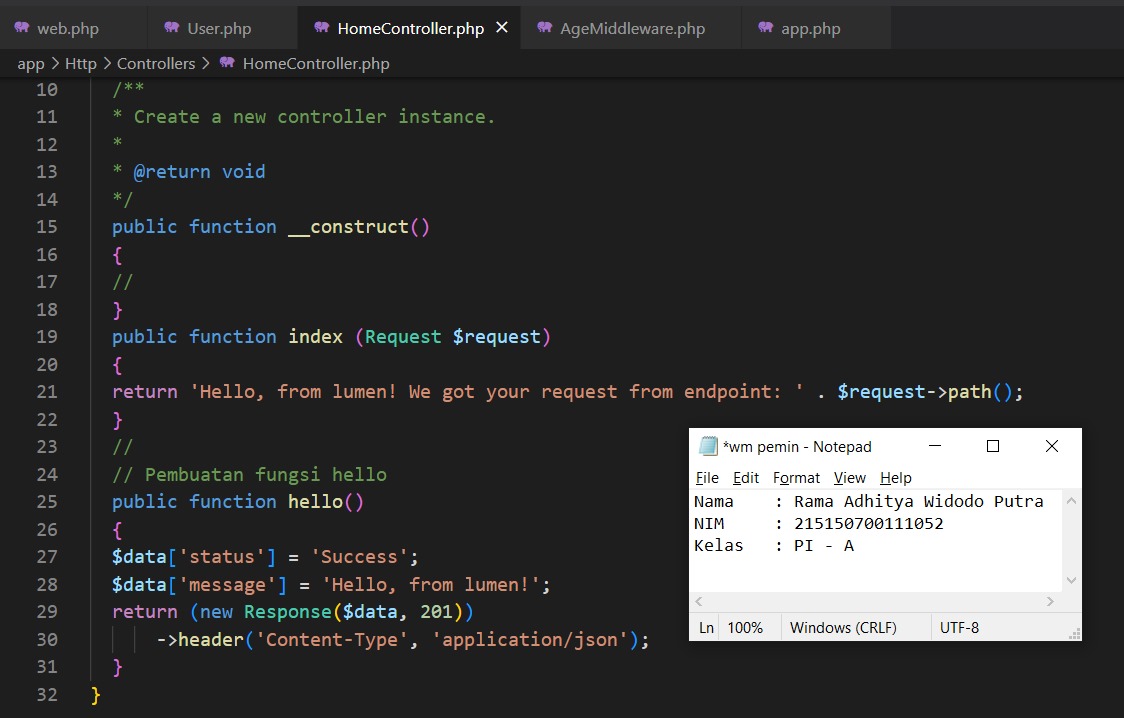 web.php User.php HomeController.php AgeMiddleware.php app.php
app > Http > Controllers > HomeController.php
10 /**
11 * Create a new controller instance.
12 *
13 * @return void
14 */
15 public function __construct()
16 {
17 //
18 }
19 public function index (Request $request)
20 {
21 return 'Hello, from lumen! We got your request from endpoint: ' . $request->path();
22 }
23 //
24 // Pembuatan fungsi hello
25 public function hello()
26 {
27 $data['status'] = 'Success';
28 $data['message'] = 'Hello, from lumen!';
29 return (new Response($data, 201))
30 ->header('Content-Type', 'application/json');
31 }
32 }
*wm pemin - Notepad
File Edit Format View Help
Nama : Rama Adhitya Widodo Putra
NIM : 215150700111052
Kelas : PI - A
Ln 100% Windows (CRLF) UTF-8